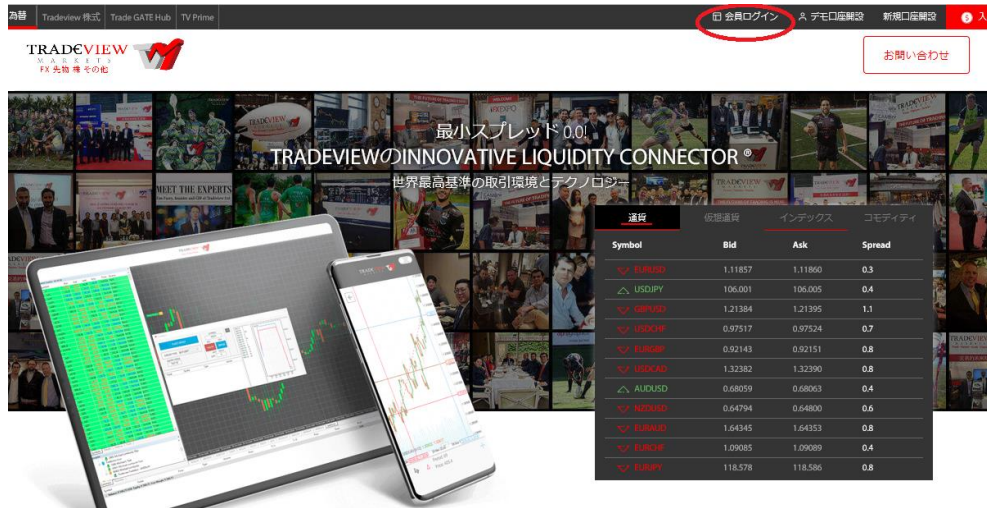 為替 Tradeview 株式 Trade GATE Hub TV Prime 会員ログイン デモ口座開設 新規口座開設 入
TRADEVIEW
MARKETS
FX 先物 株 その他
お問い合わせ
最小スプレッド 0.0!
TRADEVIEWのINNOVATIVE LIQUIDITY CONNECTOR ®
世界最高基準の取引環境とテクノロジー
MEET THE EXPERTS
通貨 仮想通貨 インデックス コモディティ
Symbol Bid Ask Spread
EURUSD 1.11857 1.11860 0.3
USDJPY 106.001 106.005 0.4
GBPUSD 1.21384 1.21395 1.1
USDCHF 0.97517 0.97524 0.7
EURGBP 0.92143 0.92151 0.8
USDCAD 1.32382 1.32390 0.8
AUDUSD 0.68059 0.68063 0.4
NZDUSD 0.64794 0.64800 0.6
EURAUD 1.64345 1.64353 0.8
EURCHF 1.09085 1.09089 0.4
EURJPY 118.578 118.586 0.8